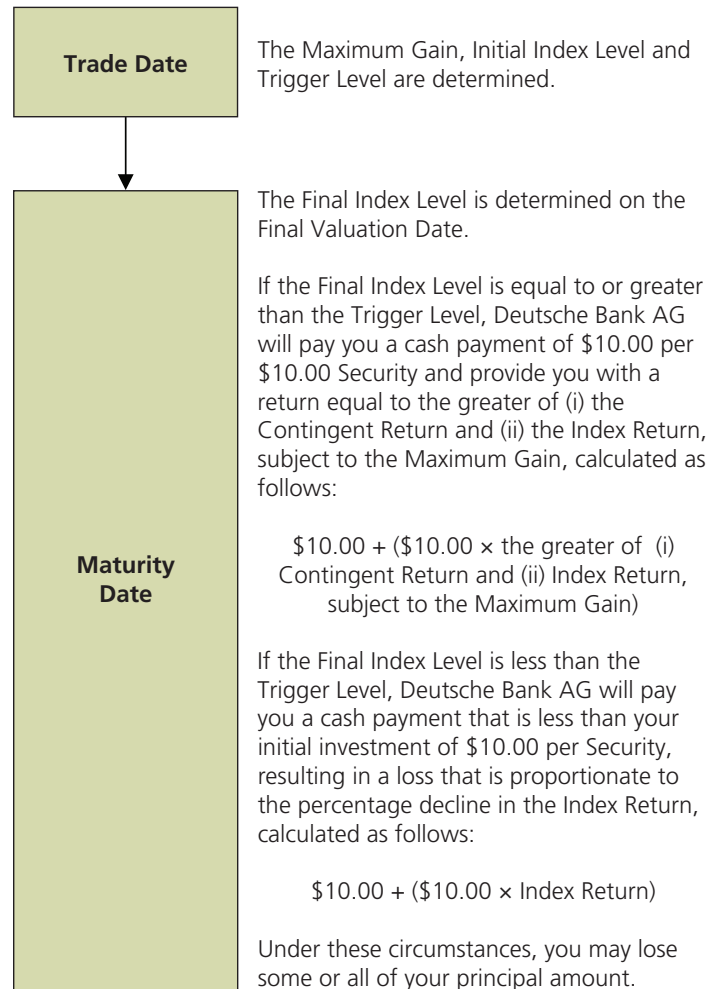 Trade Date
The Maximum Gain, Initial Index Level and
Trigger Level are determined.
Maturity
Date
The Final Index Level is determined on the
Final Valuation Date.
If the Final Index Level is equal to or greater
than the Trigger Level, Deutsche Bank AG
will pay you a cash payment of $10.00 per
$10.00 Security and provide you with a
return equal to the greater of (i) the
Contingent Return and (ii) the Index Return,
subject to the Maximum Gain, calculated as
follows:
$10.00 + ($10.00 × the greater of (i)
Contingent Return and (ii) Index Return,
subject to the Maximum Gain)
If the Final Index Level is less than the
Trigger Level, Deutsche Bank AG will pay
you a cash payment that is less than your
initial investment of $10.00 per Security,
resulting in a loss that is proportionate to
the percentage decline in the Index Return,
calculated as follows:
$10.00 + ($10.00 × Index Return)
Under these circumstances, you may lose
some or all of your principal amount.